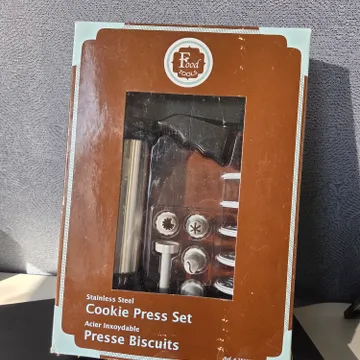 Food
TOOLS
Stainless Steel
Cookie Press Set
Acier Inoxydable
Presse Biscuits